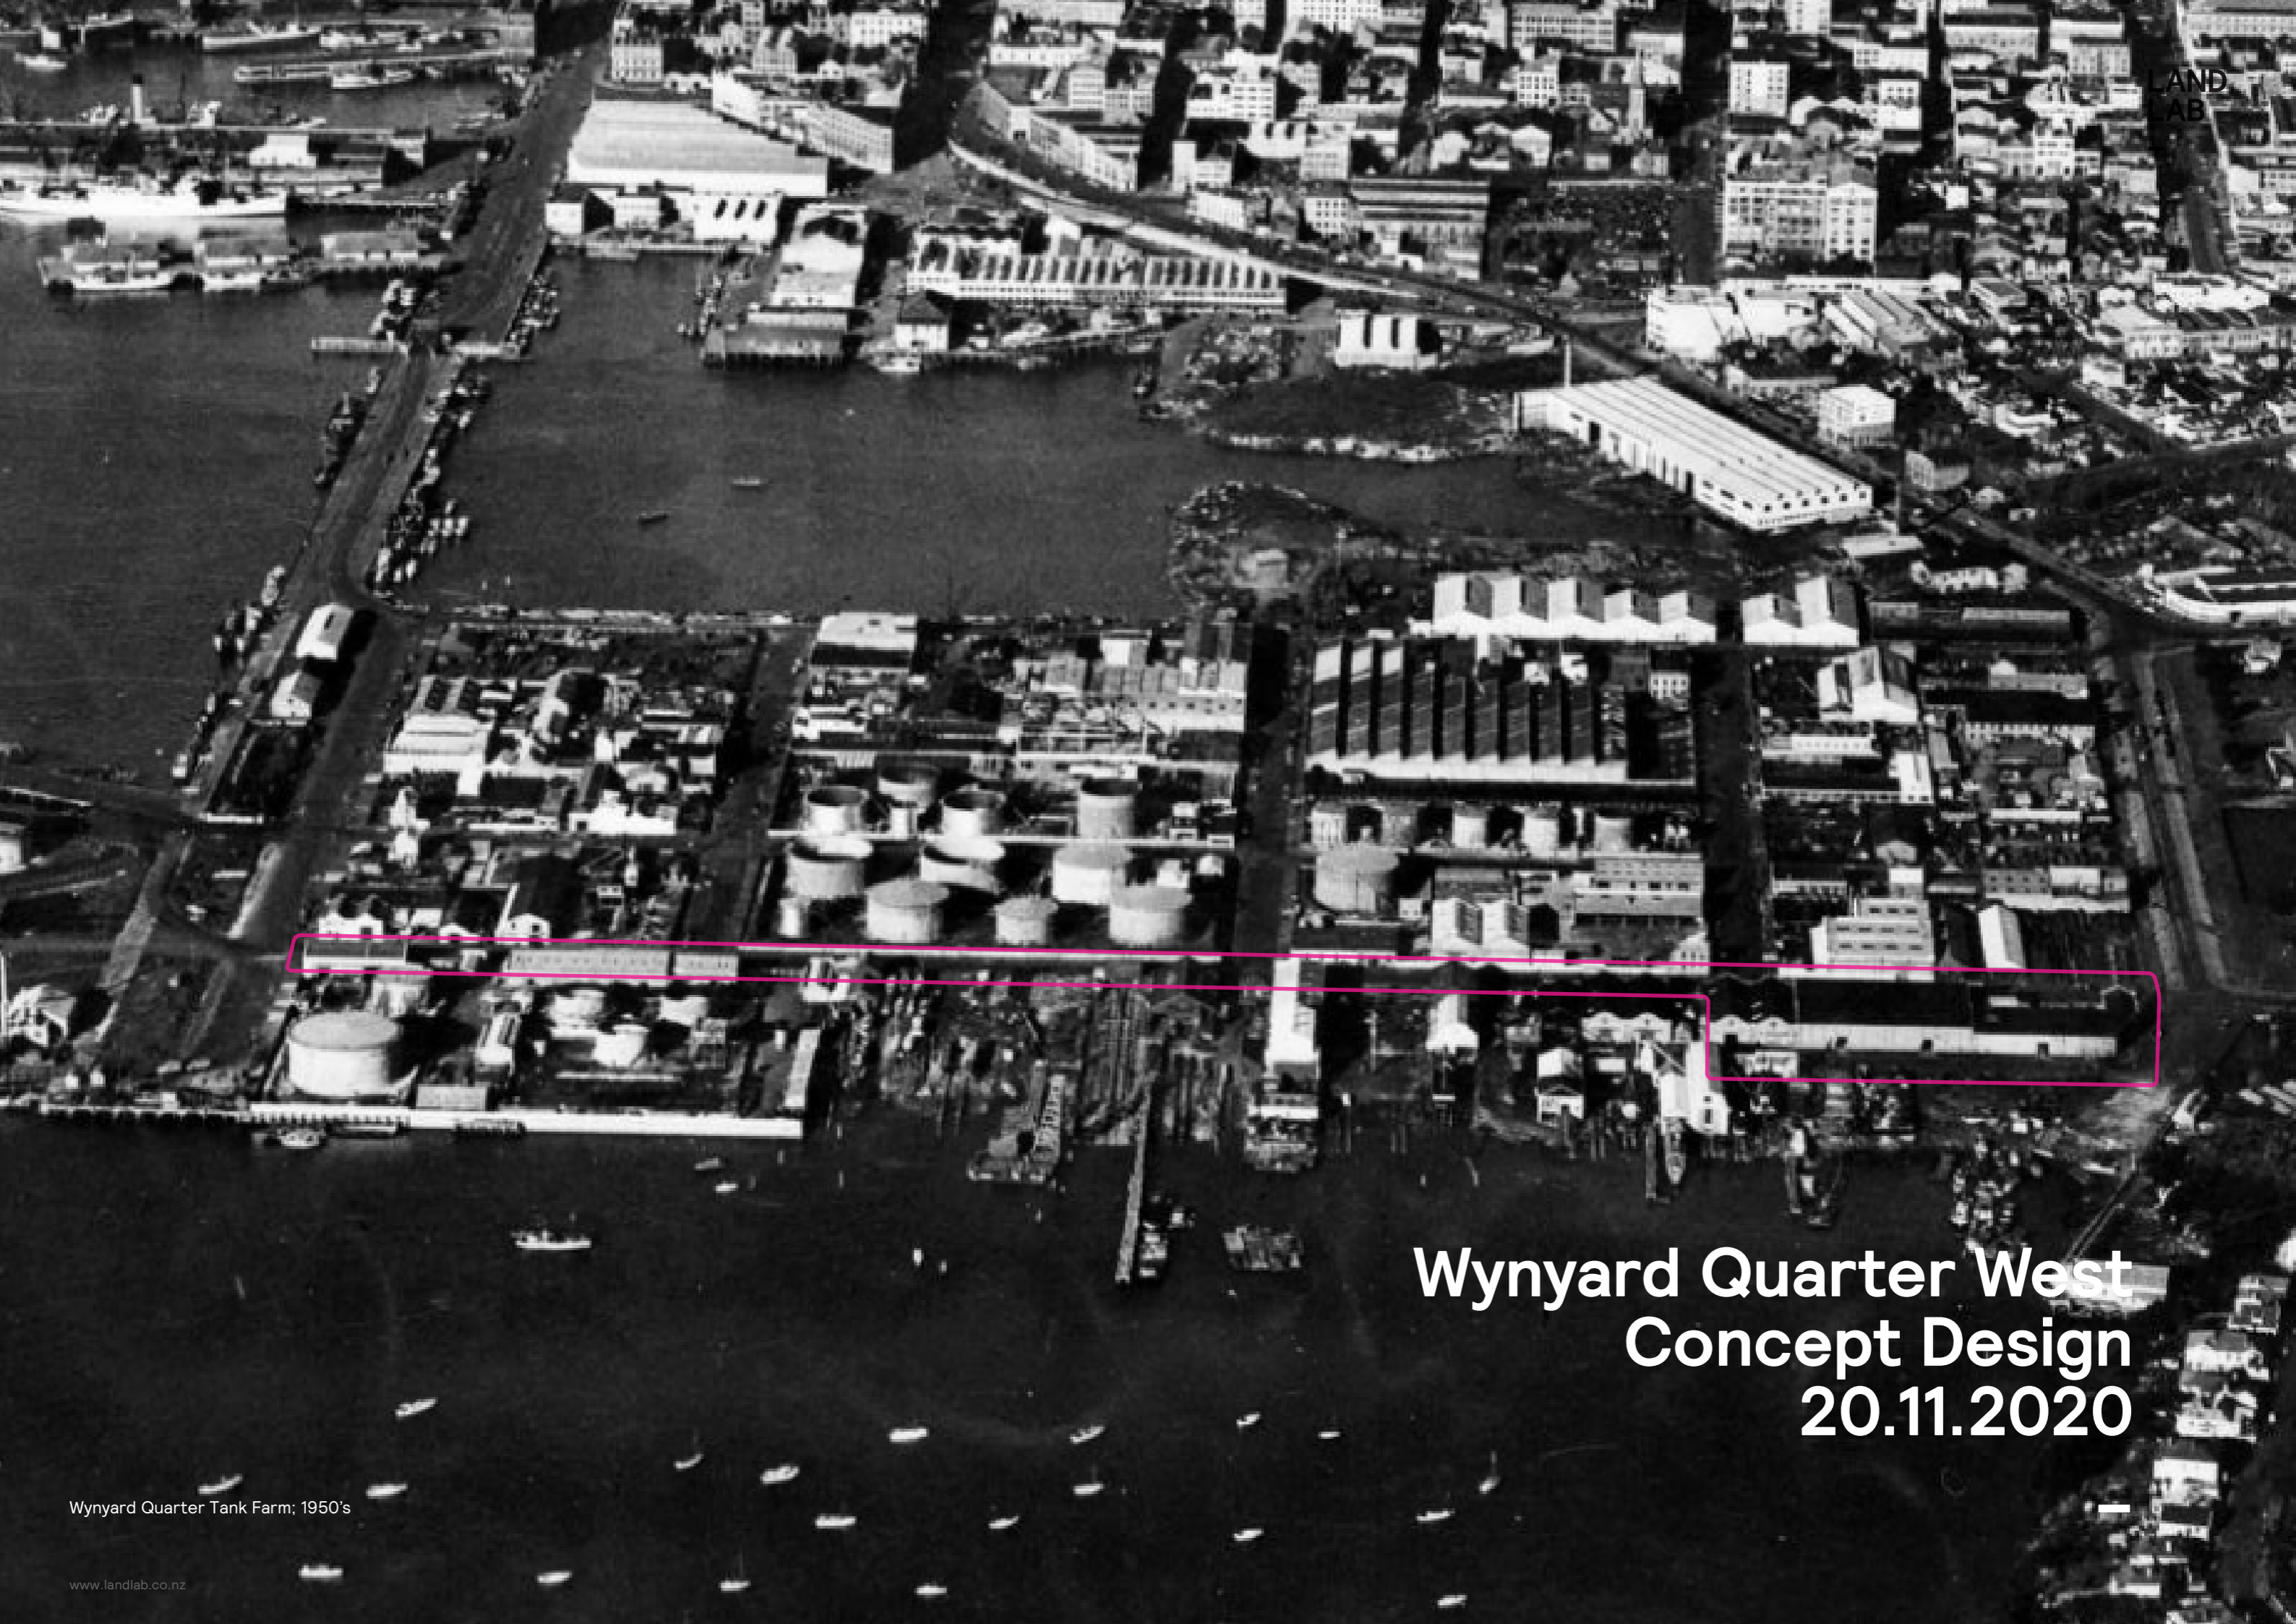 LAND
LAB
Wynyard Quarter West
Concept Design
20.11.2020
Wynyard Quarter Tank Farm; 1950's
www.landlab.co.nz